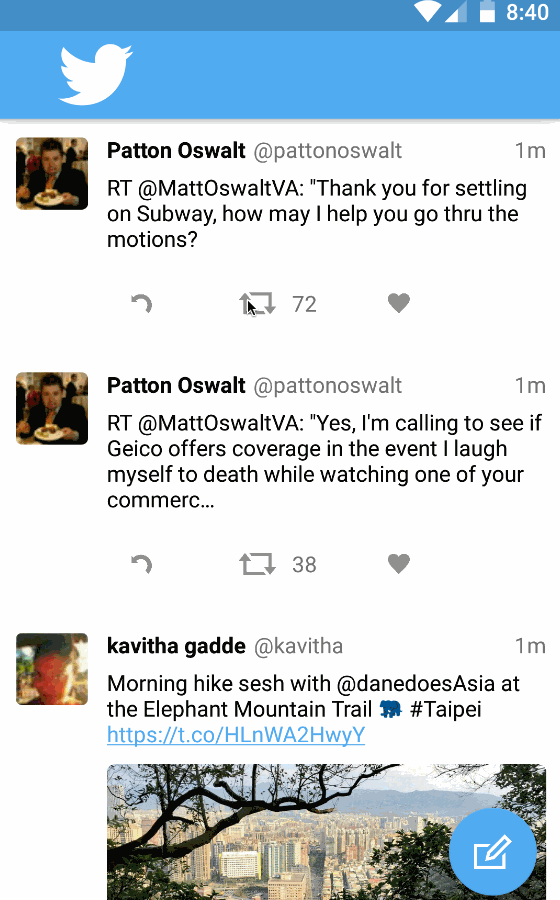 8:40
Patton Oswalt @pattonoswalt 1m
RT @MattOswaltVA: "Thank you for settling
on Subway, how may I help you go thru the
motions?
72
Patton Oswalt @pattonoswalt 1m
RT @MattOswaltVA: "Yes, I'm calling to see if
Geico offers coverage in the event I laugh
myself to death while watching one of your
commerc...
38
kavitha gadde @kavitha 1m
Morning hike sesh with @danedoesAsia at
the Elephant Mountain Trail 🐘 #Taipei
https://t.co/HLnWA2HwyY